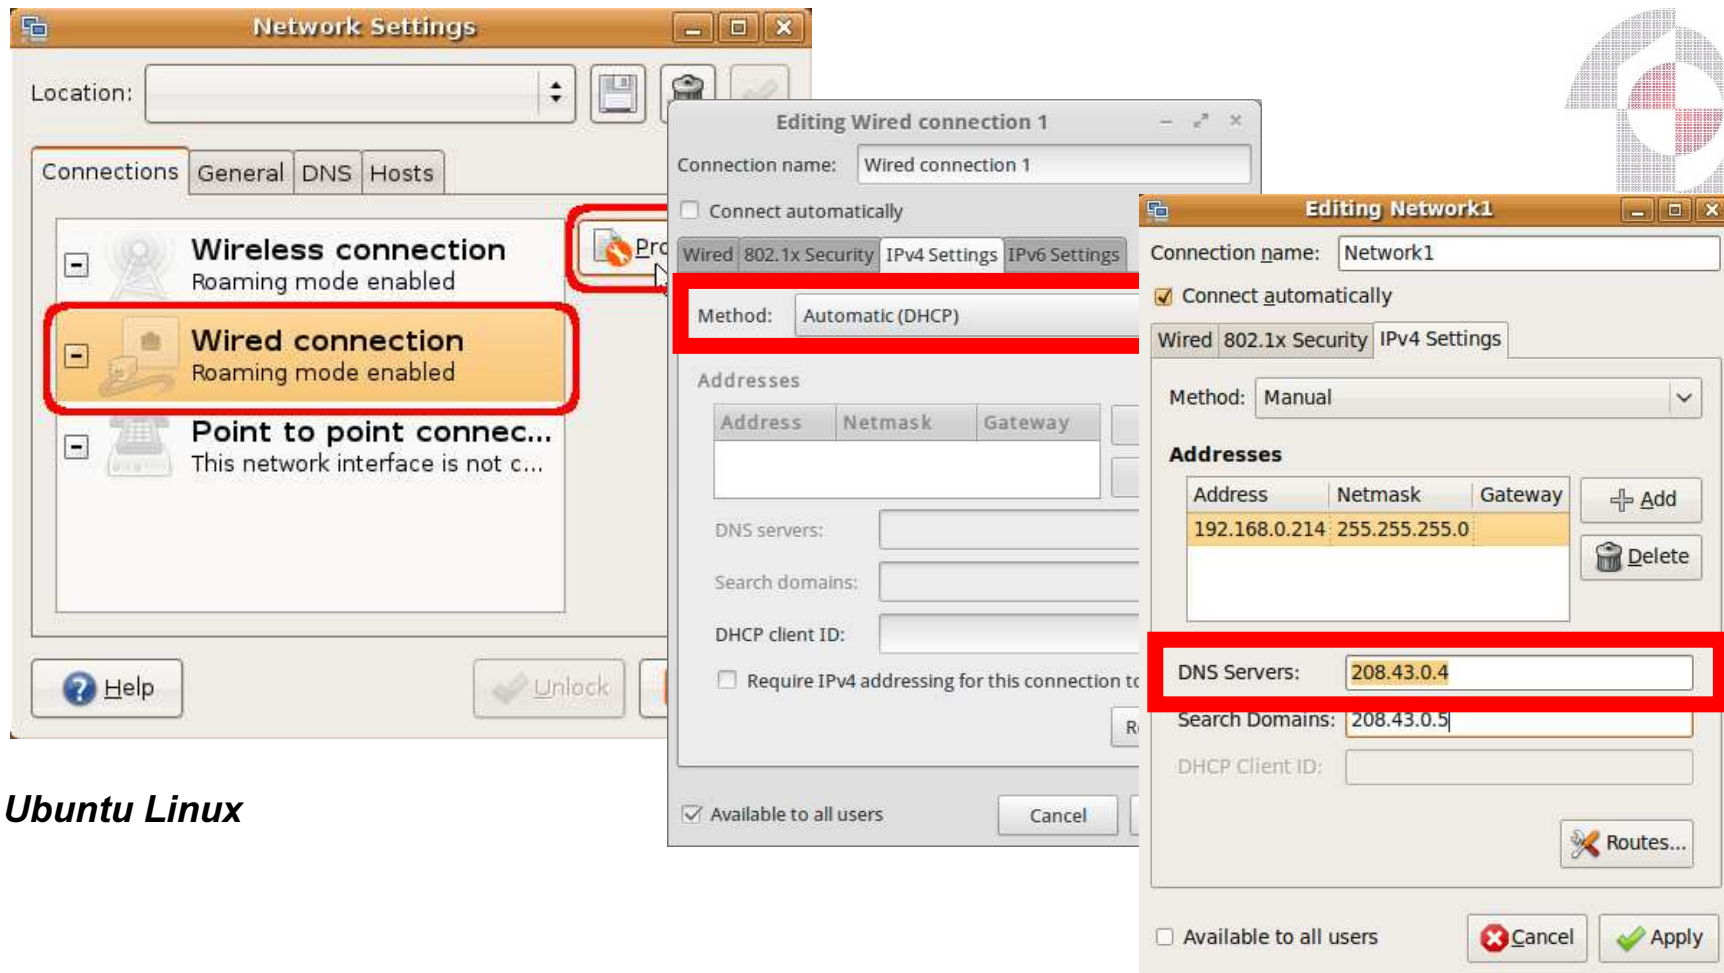 Network Settings
Location:
Connections General DNS Hosts
Wireless connection
Roaming mode enabled
Wired connection
Roaming mode enabled
Point to point connec...
This network interface is not c...
Help
Unlock
Editing Wired connection 1
Connection name: Wired connection 1
Connect automatically
Wired 802.1x Security IPv4 Settings IPv6 Settings
Method: Automatic (DHCP)
Addresses
Address Netmask Gateway
DNS servers:
Search domains:
DHCP client ID:
Require IPv4 addressing for this connection
Available to all users
Cancel
Editing Network1
Connection name: Network1
Connect automatically
Wired 802.1x Security IPv4 Settings
Method: Manual
Addresses
Address Netmask Gateway
192.168.0.214 255.255.255.0
Add
Delete
DNS Servers: 208.43.0.4
Search Domains: 208.43.0.5
DHCP Client ID:
Routes...
Available to all users
Cancel Apply
Ubuntu Linux